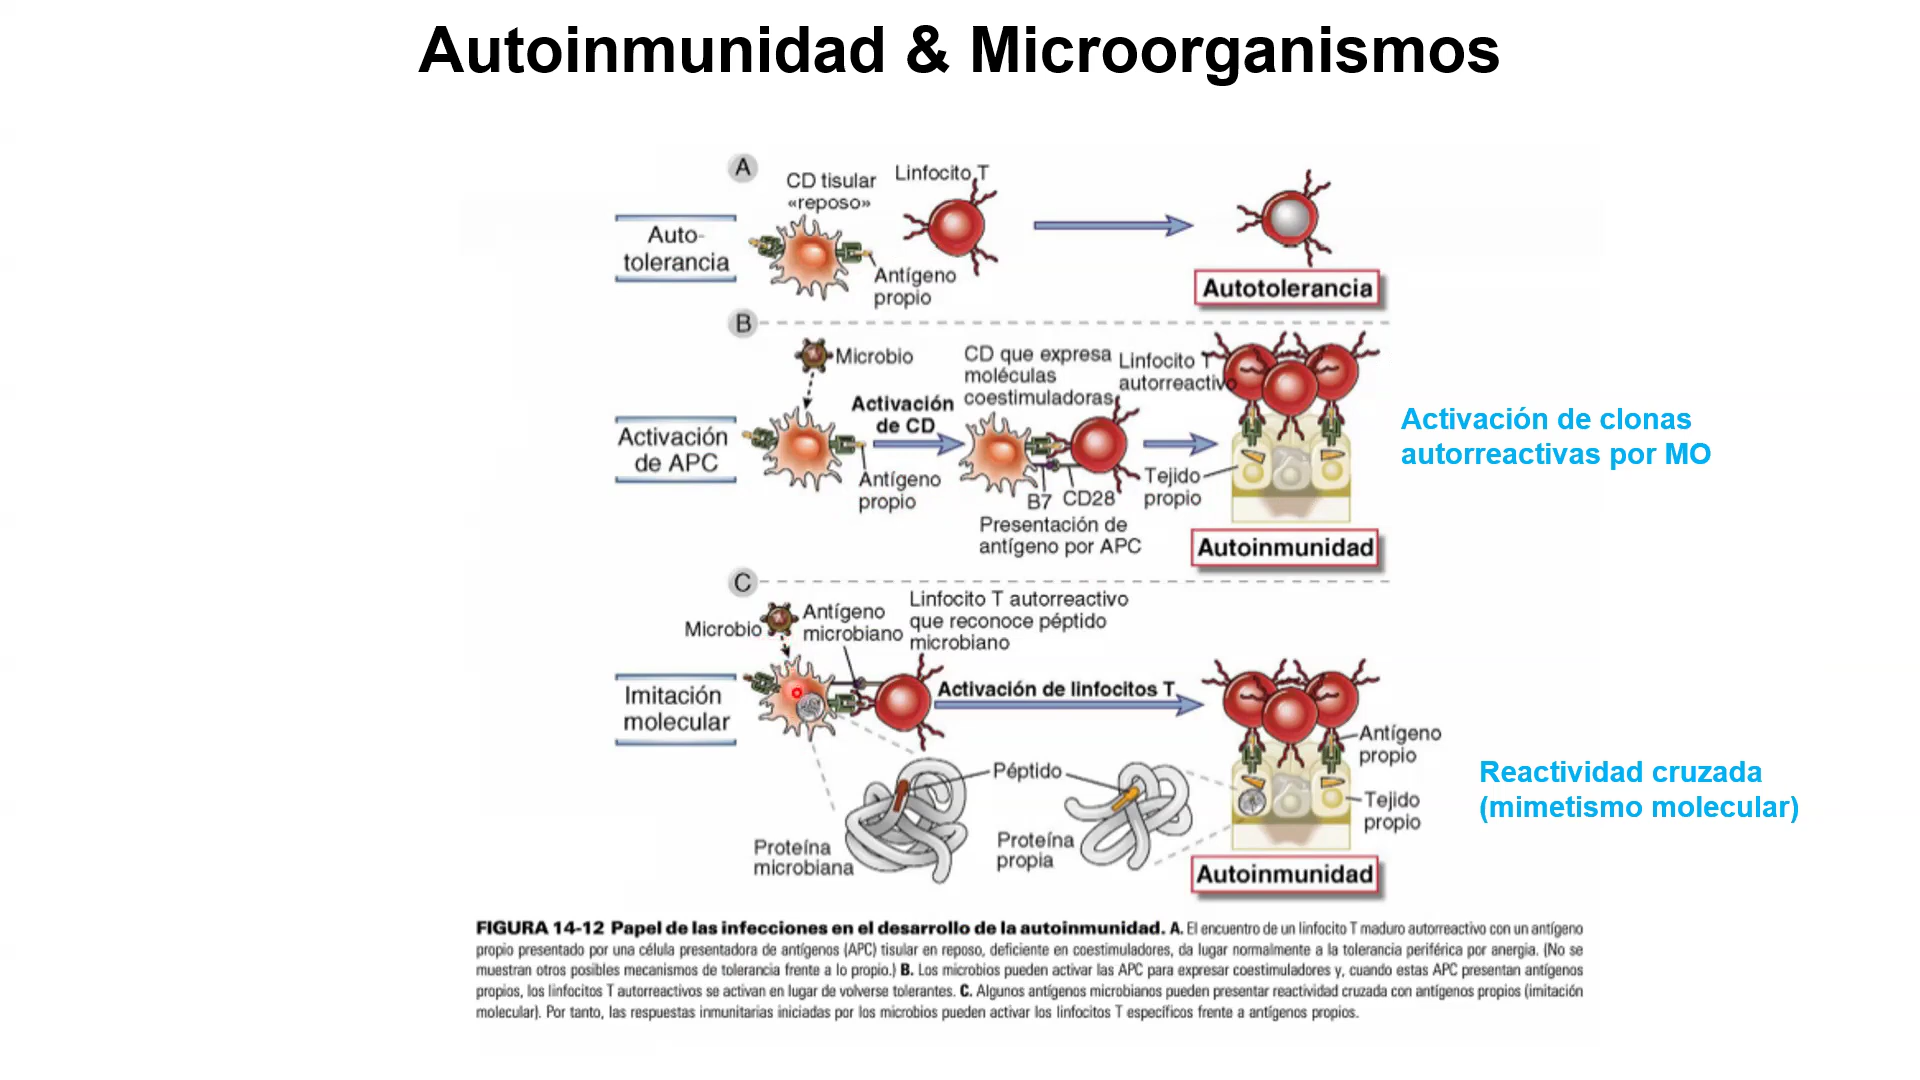 Autoinmunidad & Microorganismos
A
CD tisular
«reposo»
Linfocito T
Auto-
tolerancia
Antígeno
propio
Autotolerancia
B
Microbio
CD que expresa
moléculas
coestimuladoras
Linfocito T
autorreactivo
Activación
de CD
Activación
de APC
Antígeno
propio
B7 CD28
Tejido
propio
Presentación de
antígeno por APC
Autoinmunidad
Activación de clonas
autorreactivas por MO
C
Microbio
Antígeno
microbiano
Linfocito T autorreactivo
que reconoce péptido
microbiano
Imitación
molecular
Activación de linfocitos T
Antígeno
propio
Péptido
Tejido
propio
Proteína
microbiana
Proteína
propia
Autoinmunidad
Reactividad cruzada
(mimetismo molecular)
FIGURA 14-12 Papel de las infecciones en el desarrollo de la autoinmunidad. A. El encuentro de un linfocito T maduro autorreactivo con un antígeno
propio presentado por una célula presentadora de antígenos (APC) tisular en reposo, deficiente en coestimuladores, da lugar normalmente a la tolerancia periférica por anergia. (No se
muestran otros posibles mecanismos de tolerancia frente a lo propio.) B. Los microbios pueden activar las APC para expresar coestimuladores y, cuando estas APC presentan antígenos
propios, los linfocitos T autorreactivos se activan en lugar de volverse tolerantes. C. Algunos antígenos microbianos pueden presentar reactividad cruzada con antígenos propios (imitación
molecular). Por tanto, las respuestas inmunitarias iniciadas por los microbios pueden activar los linfocitos T específicos frente a antígenos propios.